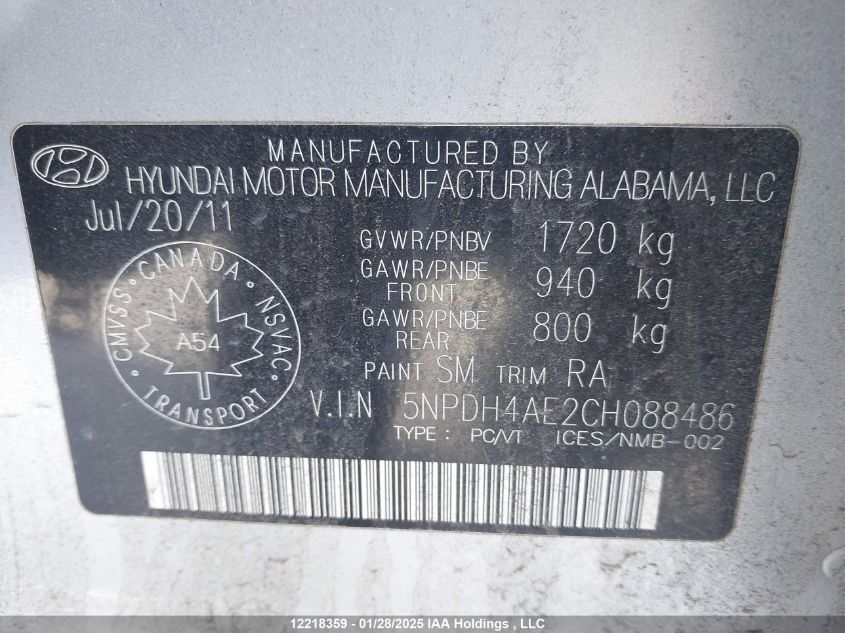 MANUFACTURED BY
HYUNDAI MOTOR MANUFACTURING ALABAMA, LLC
Jul/20/11
GVWR/PNBV 1720 kg
GAWR/PNBE FRONT 940 kg
GAWR/PNBE REAR 800 kg
PAINT SM TRIM RA
V.I.N 5NPDH4AE2CH088486
TYPE : PC/VT ICES/NMB-002
CANADA
CMVSS · NSVAC
A54
TRANSPORT
12218359 - 01/28/2025 IAA Holdings , LLC